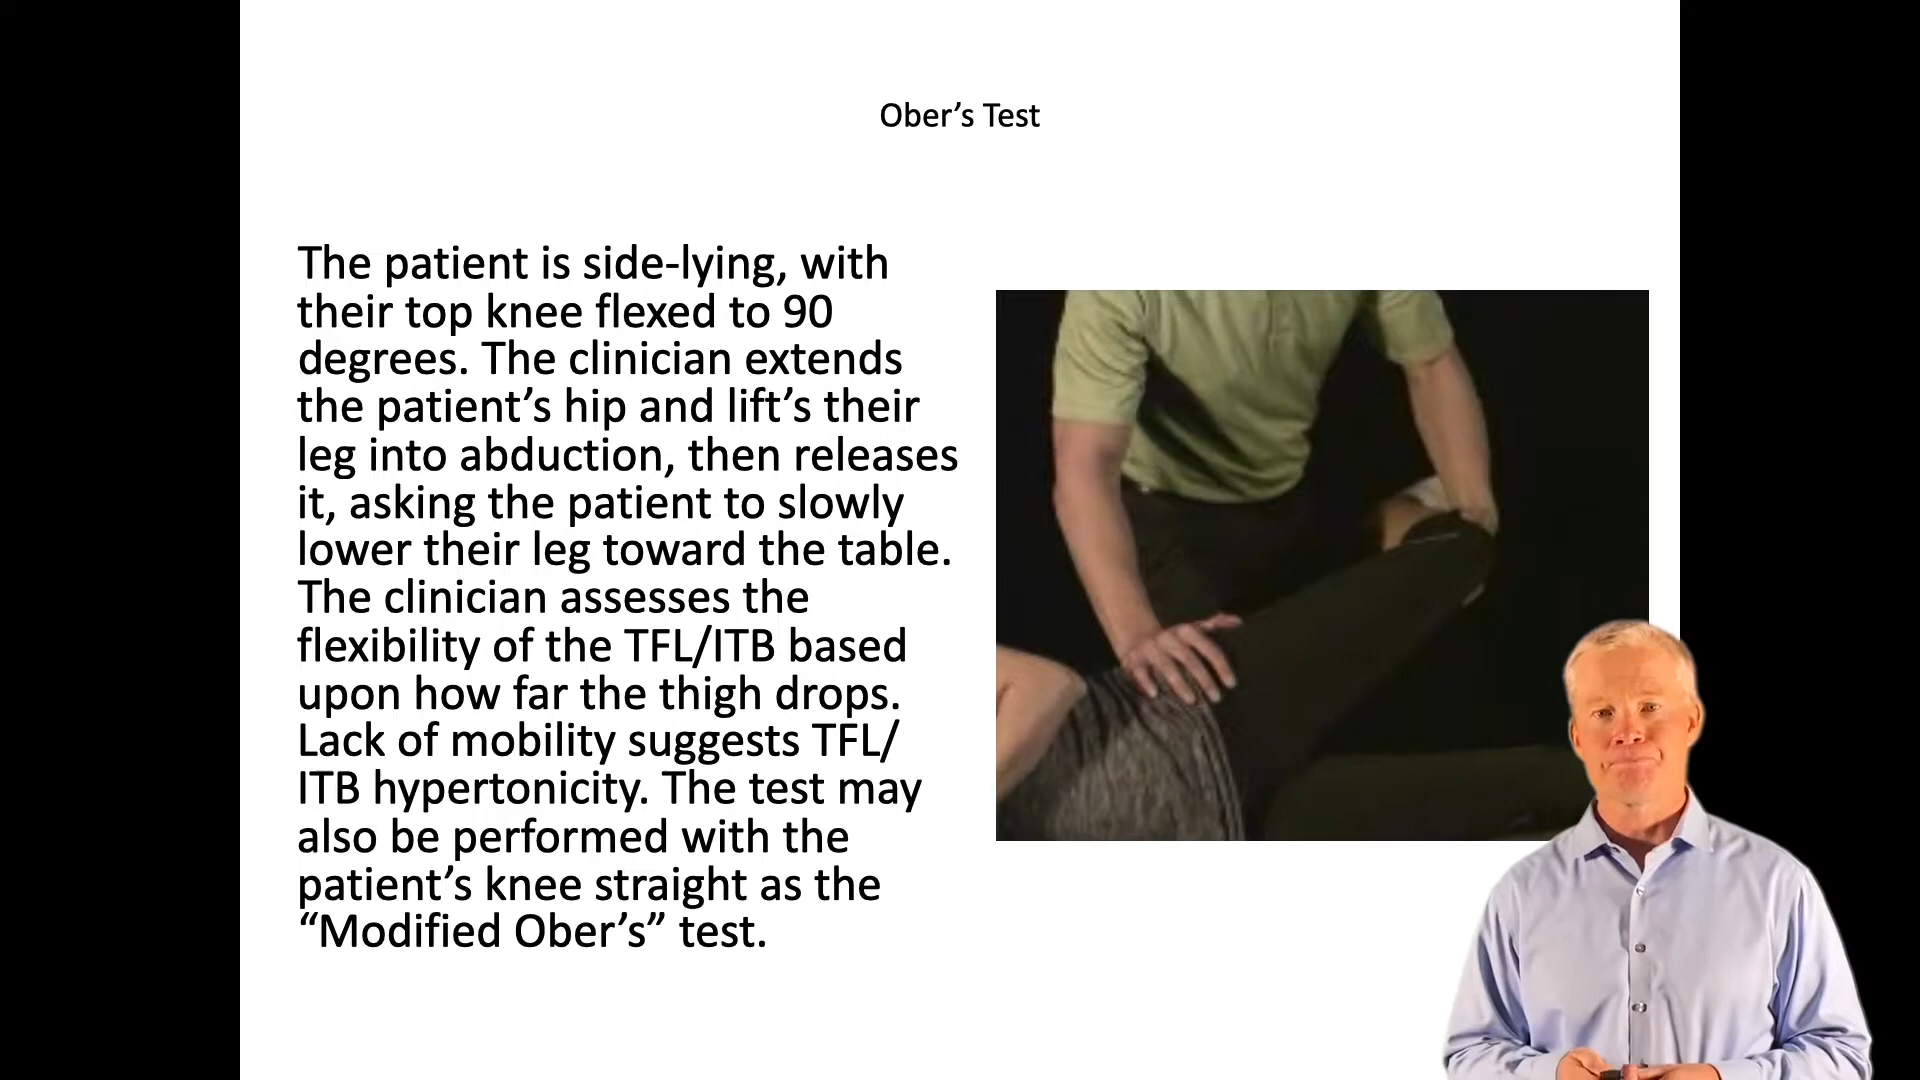 Ober’s Test
The patient is side-lying, with
their top knee flexed to 90
degrees. The clinician extends
the patient’s hip and lift’s their
leg into abduction, then releases
it, asking the patient to slowly
lower their leg toward the table.
The clinician assesses the
flexibility of the TFL/ITB based
upon how far the thigh drops.
Lack of mobility suggests TFL/
ITB hypertonicity. The test may
also be performed with the
patient’s knee straight as the
“Modified Ober’s” test.